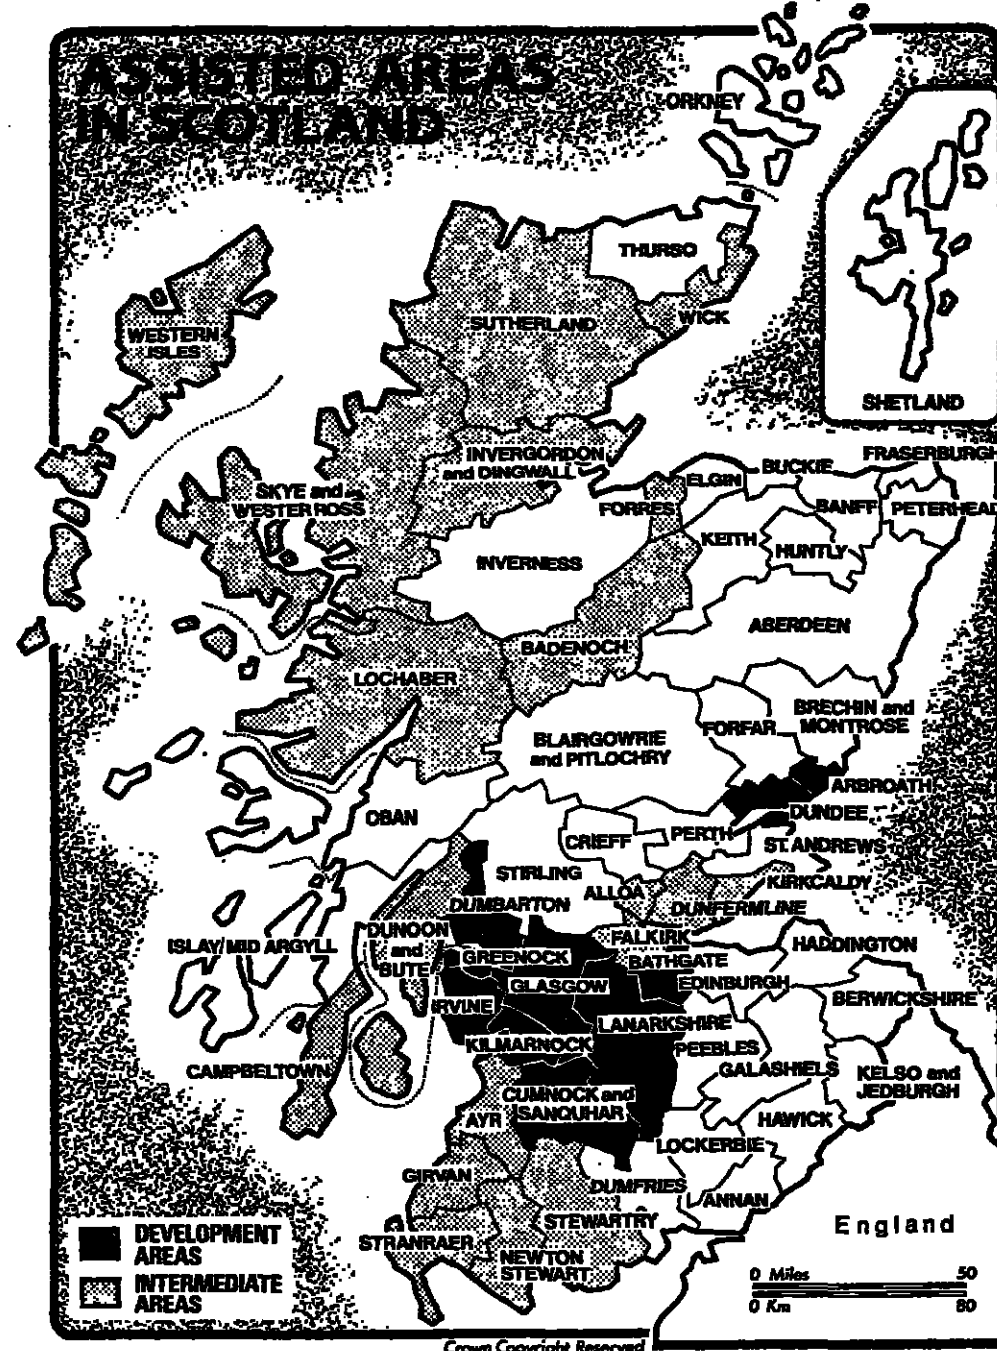 ASSISTED AREAS
IN SCOTLAND
ORKNEY
THURSO
WICK
SUTHERLAND
WESTERN
ISLES
SHETLAND
INVERGORDON
and DINGWALL
SKYE and
WESTER ROSS
FORRES
ELGIN
BUCKIE
FRASERBURGH
BANFF
PETERHEAD
KEITH
HUNTLY
INVERNESS
ABERDEEN
BADENOCH
LOCHABER
BLAIRGOWRIE
and PITLOCHRY
FORFAR
BRECHIN and
MONTROSE
ARBROATH
DUNDEE
OBAN
CRIEFF
PERTH
ST. ANDREWS
STIRLING
ALLOA
KIRKCALDY
DUNFERMLINE
DUMBARTON
DUNOON
and
BUTE
FALKIRK
ISLAY/MID ARGYLL
GREENOCK
BATHGATE
HADDINGTON
GLASGOW
EDINBURGH
BERWICKSHIRE
IRVINE
LANARKSHIRE
KILMARNOCK
PEEBLES
CAMPBELTOWN
GALASHIELS
KELSO and
JEDBURGH
CUMNOCK and
SANQUHAR
AYR
HAWICK
LOCKERBIE
GIRVAN
DUMFRIES
ANNAN
STEWARTRY
STRANRAER
NEWTON
STEWART
England
DEVELOPMENT
AREAS
INTERMEDIATE
AREAS
0 Miles 50
0 Km 80
Crown Copyright Reserved